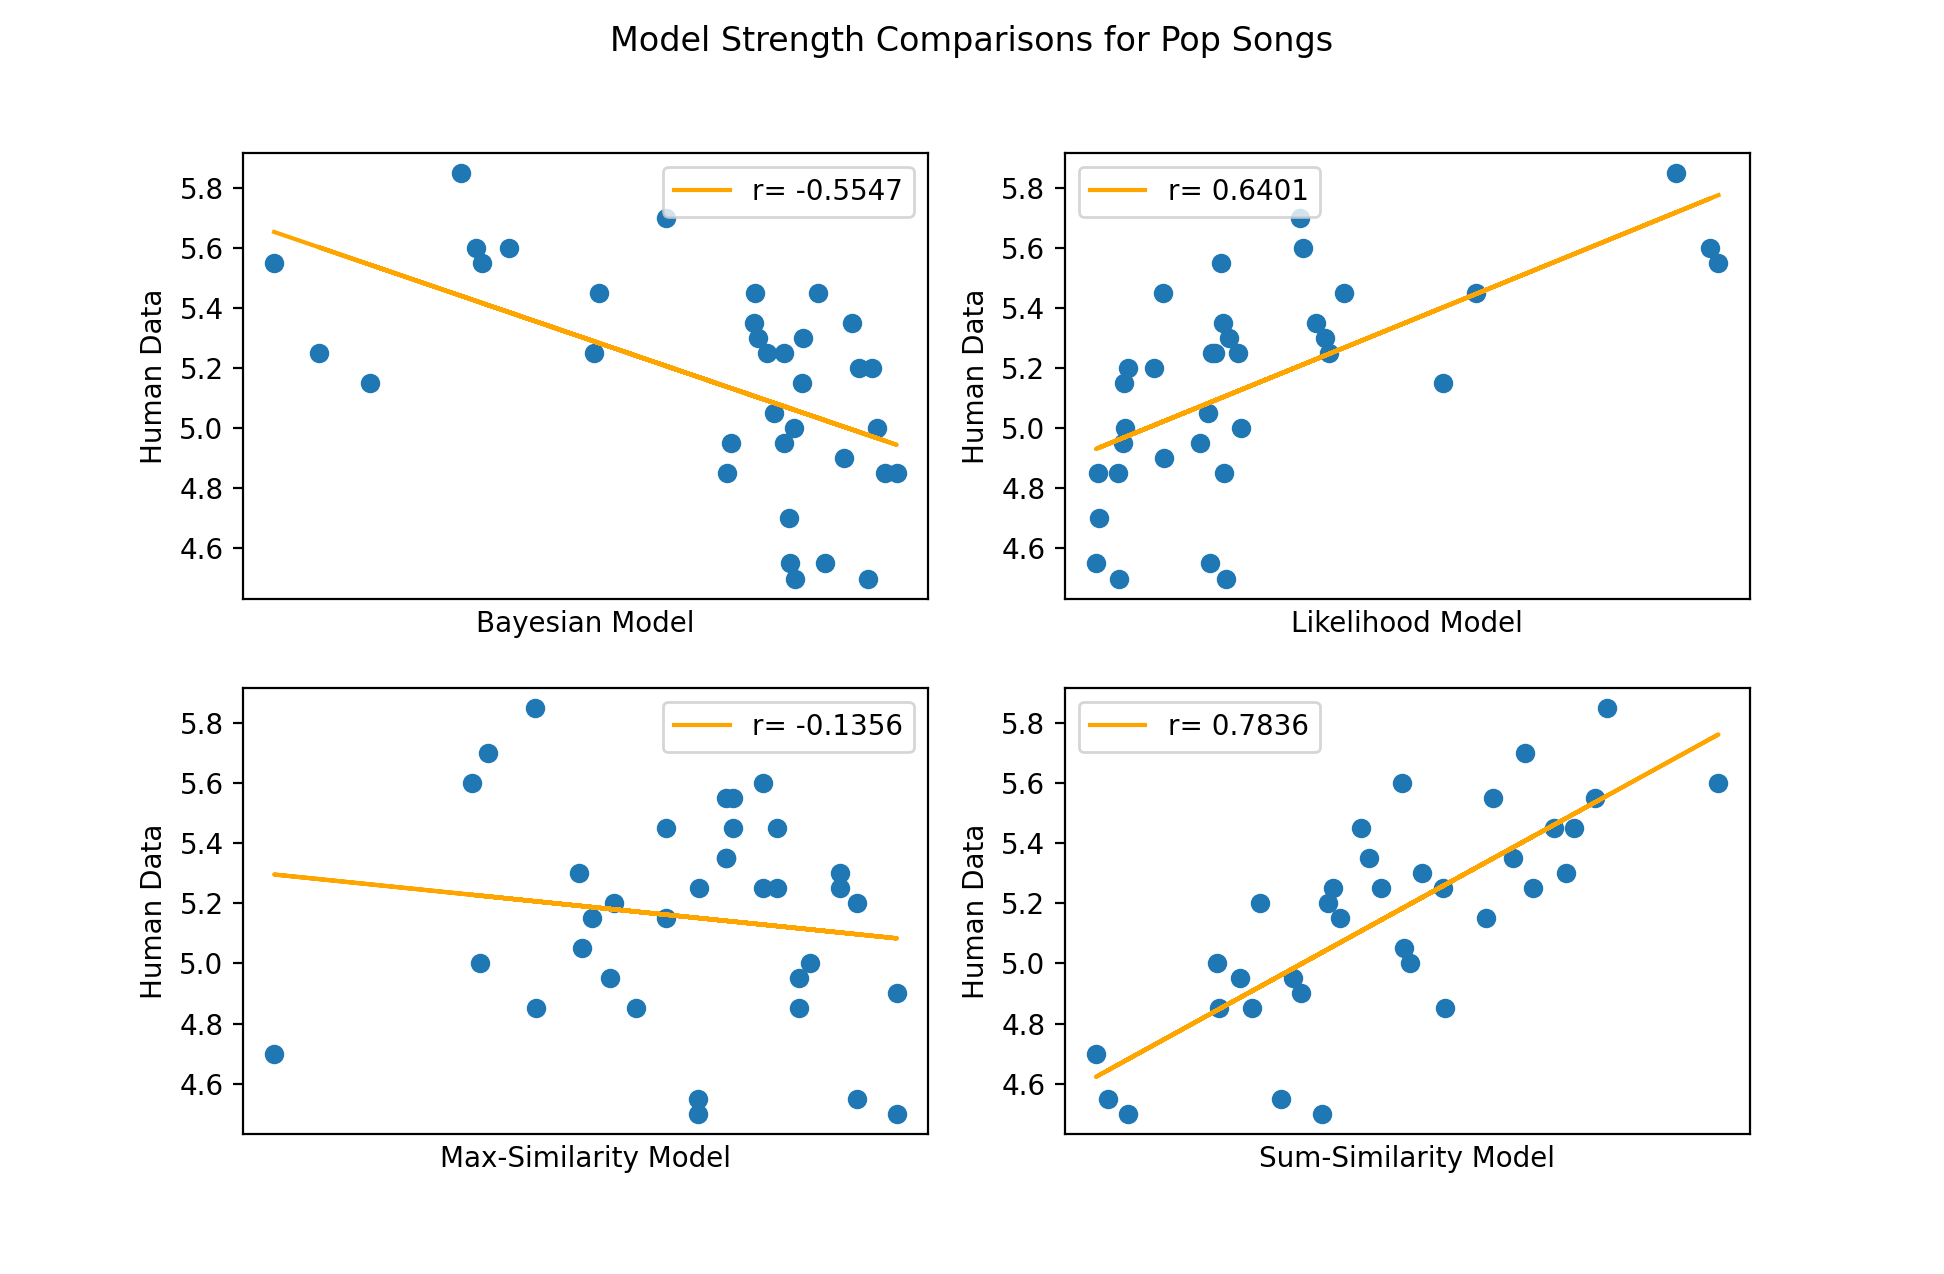 Model Strength Comparisons for Pop Songs
5.8
5.6
5.4
5.2
5.0
4.8
4.6
Human Data
r= -0.5547
Bayesian Model
5.8
5.6
5.4
5.2
5.0
4.8
4.6
Human Data
r= 0.6401
Likelihood Model
5.8
5.6
5.4
5.2
5.0
4.8
4.6
Human Data
r= -0.1356
Max-Similarity Model
5.8
5.6
5.4
5.2
5.0
4.8
4.6
Human Data
r= 0.7836
Sum-Similarity Model